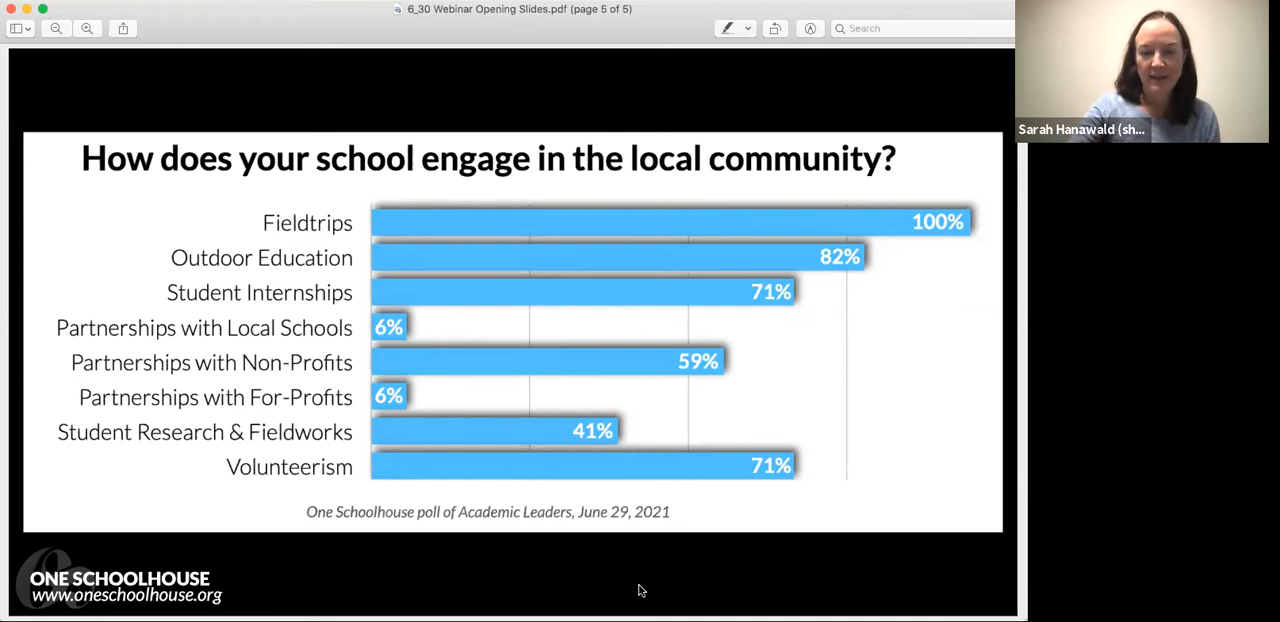 6_30 Webinar Opening Slides.pdf (page 5 of 5)
Search
Sarah Hanawald (sh...
How does your school engage in the local community?
Fieldtrips 100%
Outdoor Education 82%
Student Internships 71%
Partnerships with Local Schools 6%
Partnerships with Non-Profits 59%
Partnerships with For-Profits 6%
Student Research & Fieldworks 41%
Volunteerism 71%
One Schoolhouse poll of Academic Leaders, June 29, 2021
ONE SCHOOLHOUSE
www.oneschoolhouse.org